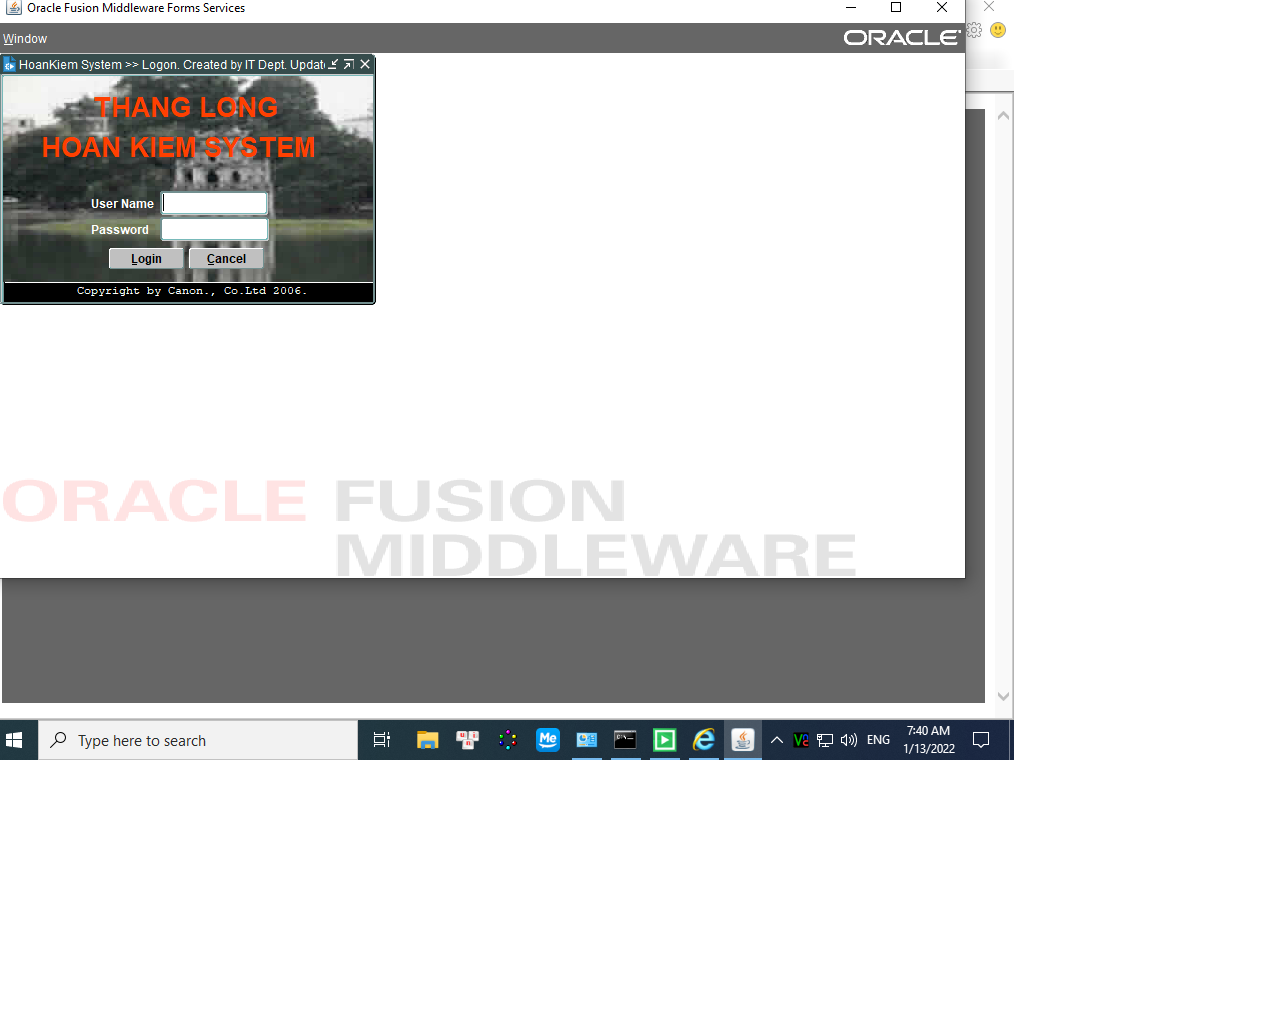 Oracle Fusion Middleware Forms Services
Window
ORACLE
HoanKiem System >> Logon. Created by IT Dept. Update
THANG LONG
HOAN KIEM SYSTEM
User Name
Password
Login Cancel
Copyright by Canon., Co.Ltd 2006.
ORACLE FUSION
MIDDLEWARE
Type here to search
ENG
7:40 AM
1/13/2022